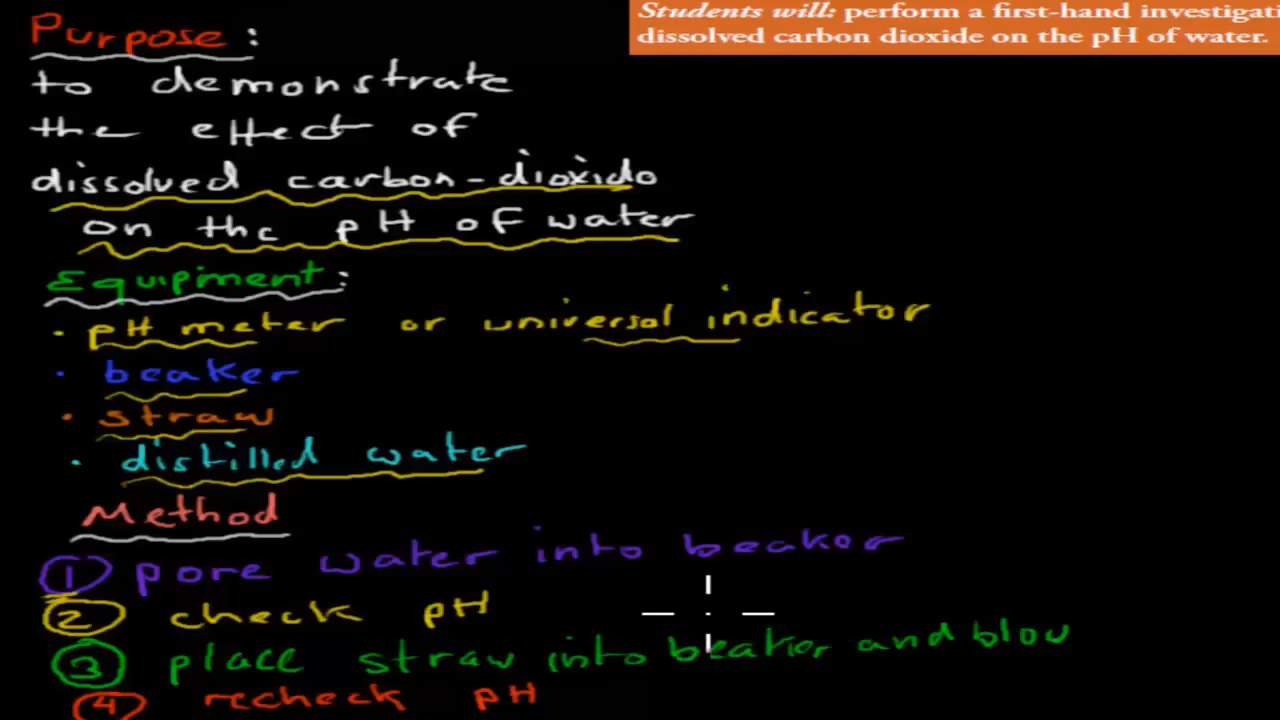 Students will: perform a first-hand investigati
dissolved carbon dioxide on the pH of water.
Purpose:
to demonstrate
the effect of
dissolved carbon-dioxide
on the pH of water
Equipment:
· pH meter or universal indicator
· beaker
· straw
· distilled water
Method
1 pore water into beaker
2 check pH
3 place straw into beaker and blow
4 recheck pH